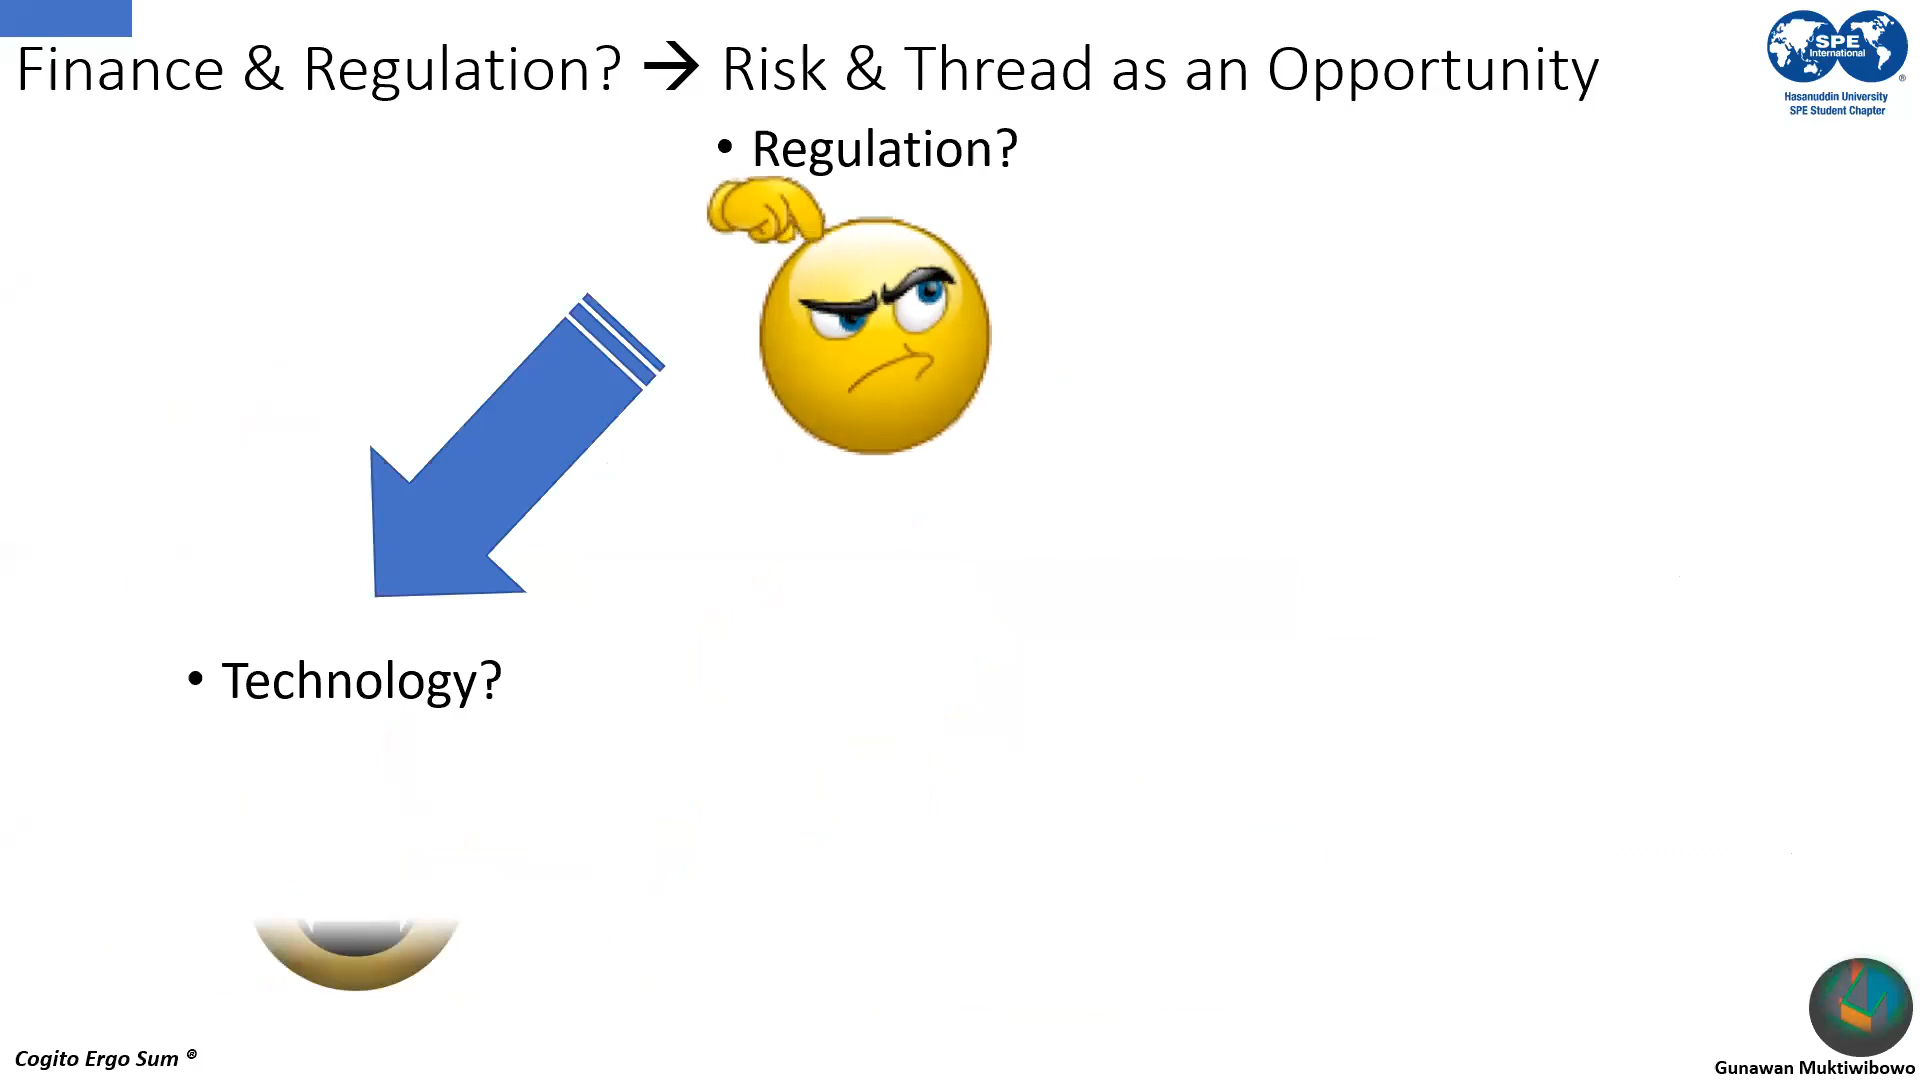 Finance & Regulation? → Risk & Thread as an Opportunity
SPE
International
®
Hasanuddin University
SPE Student Chapter
• Regulation?
• Technology?
Cogito Ergo Sum ®
Gunawan Muktiwibowo